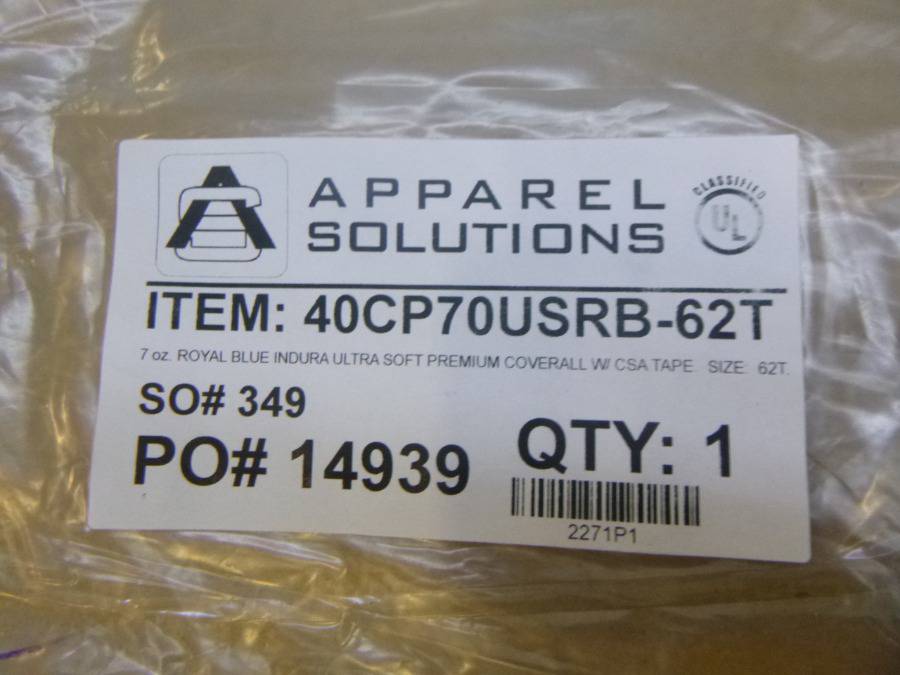 APPAREL
SOLUTIONS
CLASSIFIED
UL
ITEM: 40CP70USRB-62T
7 oz. ROYAL BLUE INDURA ULTRA SOFT PREMIUM COVERALL W/ CSA TAPE SIZE: 62T.
SO# 349
PO# 14939
QTY: 1
2271P1